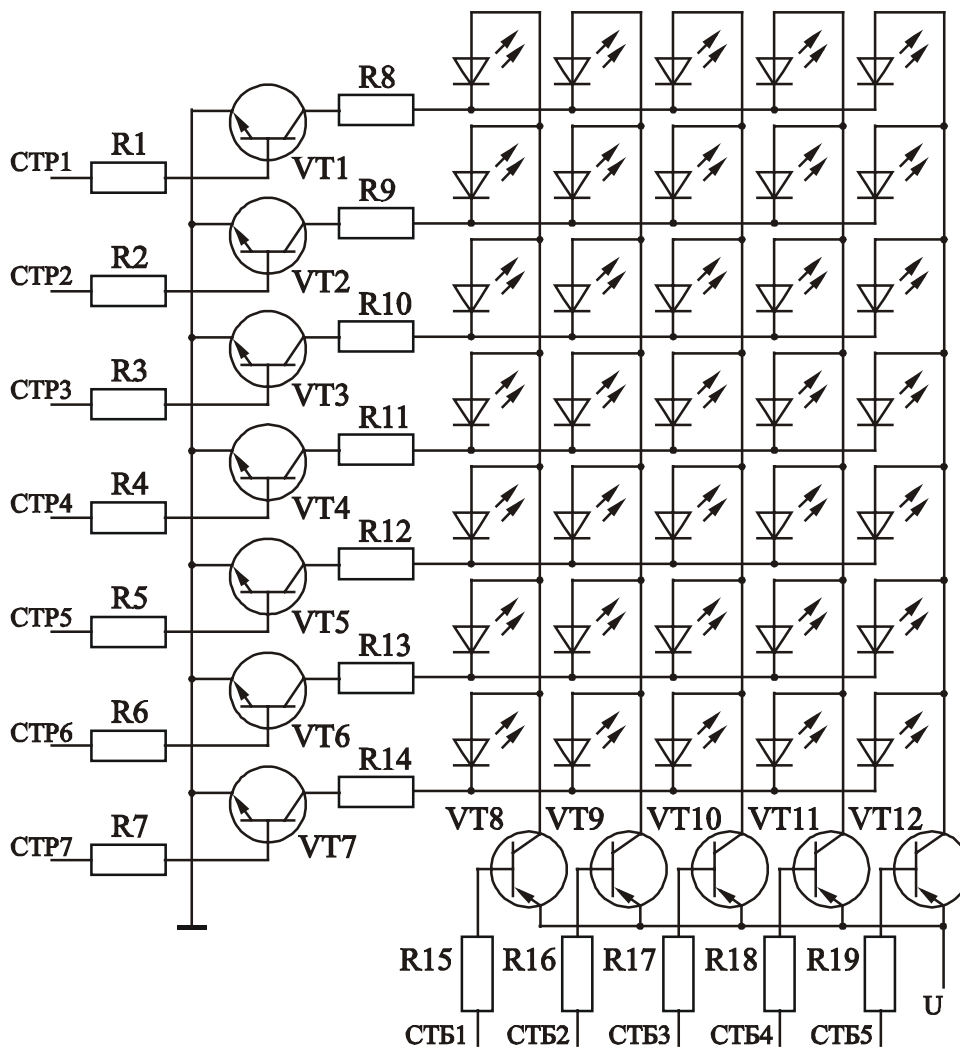 R8
R1
СТР1
VT1
R9
R2
СТР2
VT2
R10
R3
СТР3
VT3
R11
R4
СТР4
VT4
R12
R5
СТР5
VT5
R13
R6
СТР6
VT6
R14
R7
СТР7
VT7
VT8 VT9 VT10 VT11 VT12
R15 R16 R17 R18 R19
U
СТБ1 СТБ2 СТБ3 СТБ4 СТБ5